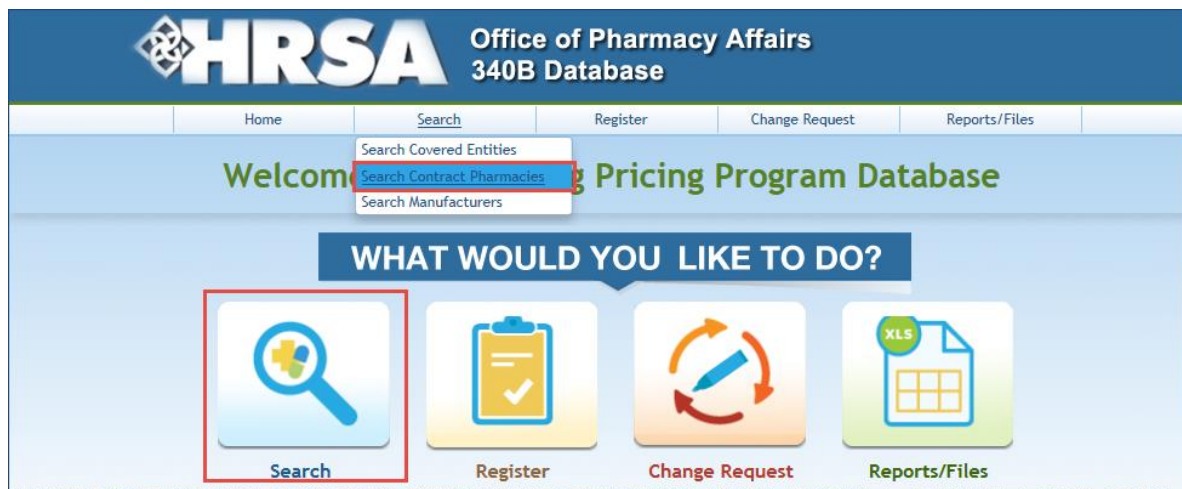 HRSA
Office of Pharmacy Affairs
340B Database
Home Search Register Change Request Reports/Files
Search Covered Entities
Search Contract Pharmacies
Search Manufacturers
Welcom g Pricing Program Database
WHAT WOULD YOU LIKE TO DO?
XLS
Search Register Change Request Reports/Files